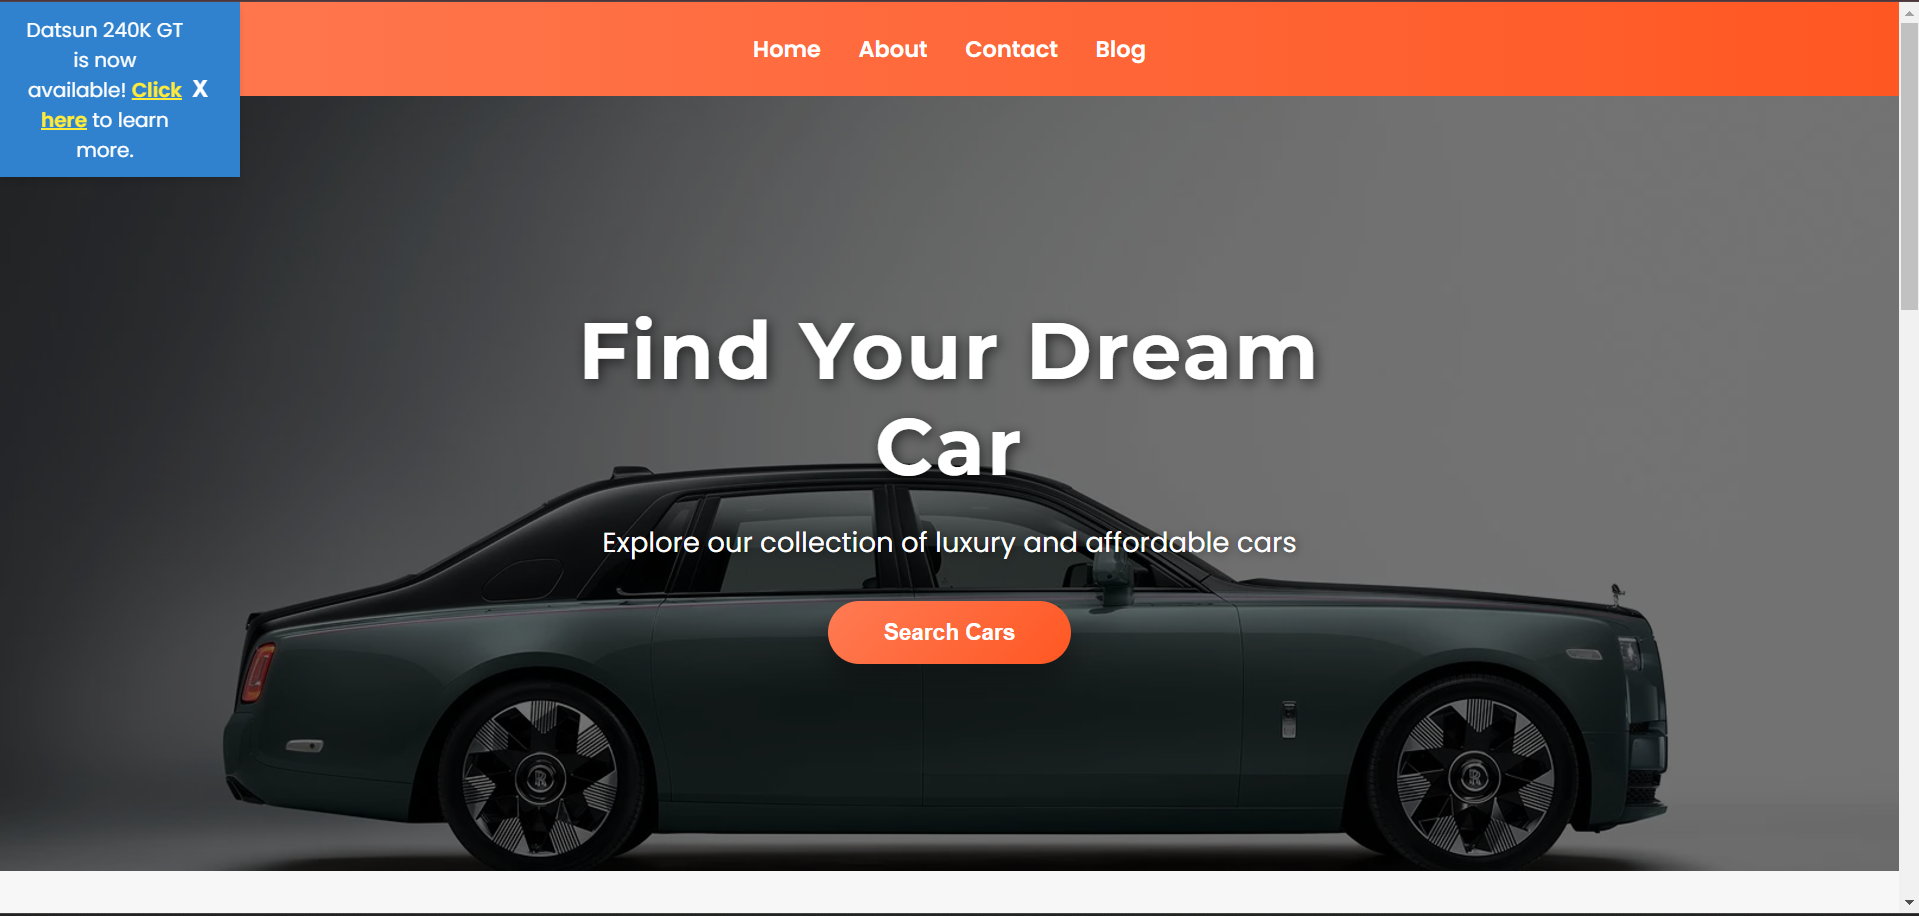 Datsun 240K GT
is now
available! Click X
here to learn
more.
Home About Contact Blog
Find Your Dream
Car
Explore our collection of luxury and affordable cars
Search Cars